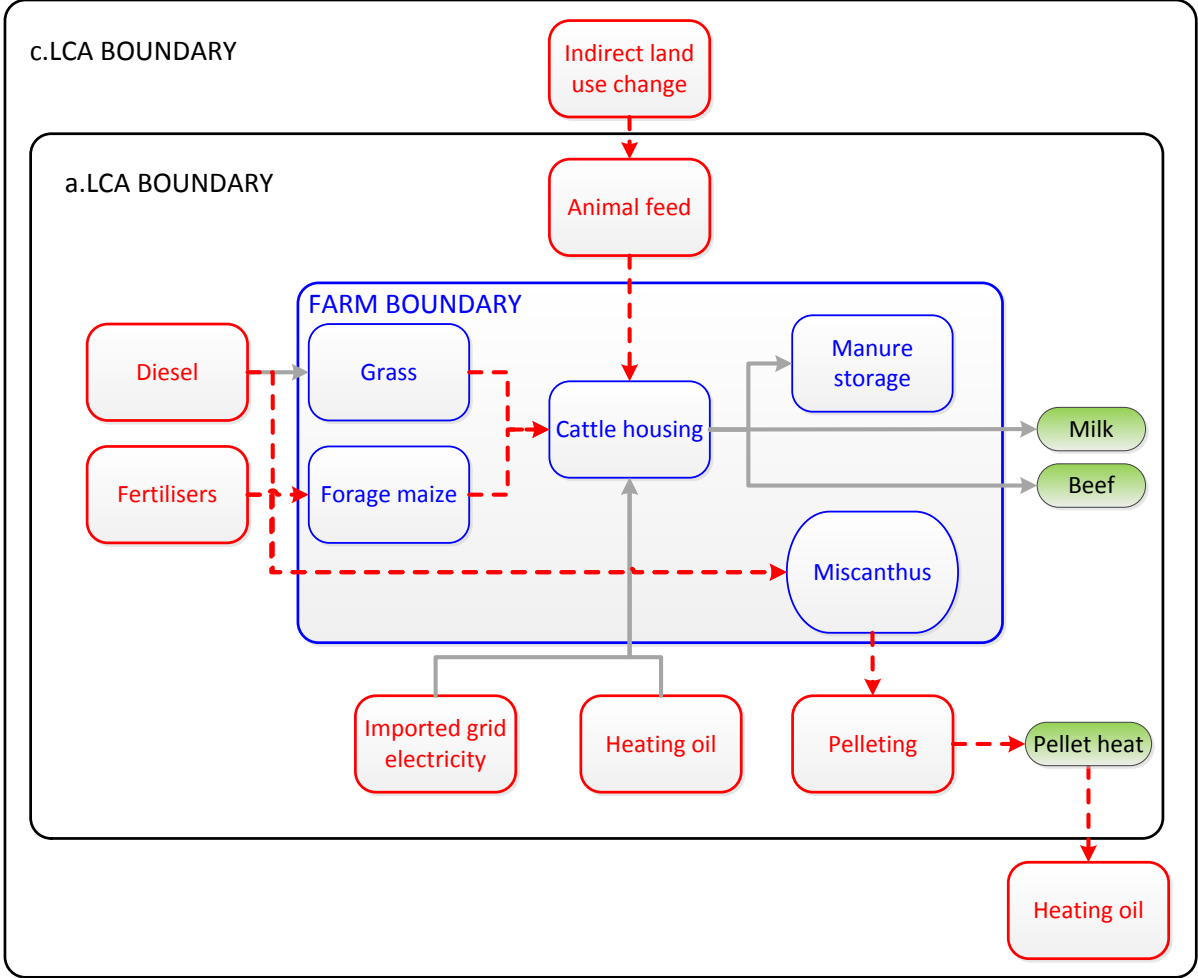 c.LCA BOUNDARY
Indirect land
use change
a.LCA BOUNDARY
Animal feed
FARM BOUNDARY
Diesel
Grass
Manure
storage
Cattle housing
Milk
Fertilisers
Forage maize
Beef
Miscanthus
Imported grid
electricity
Heating oil
Pelleting
Pellet heat
Heating oil